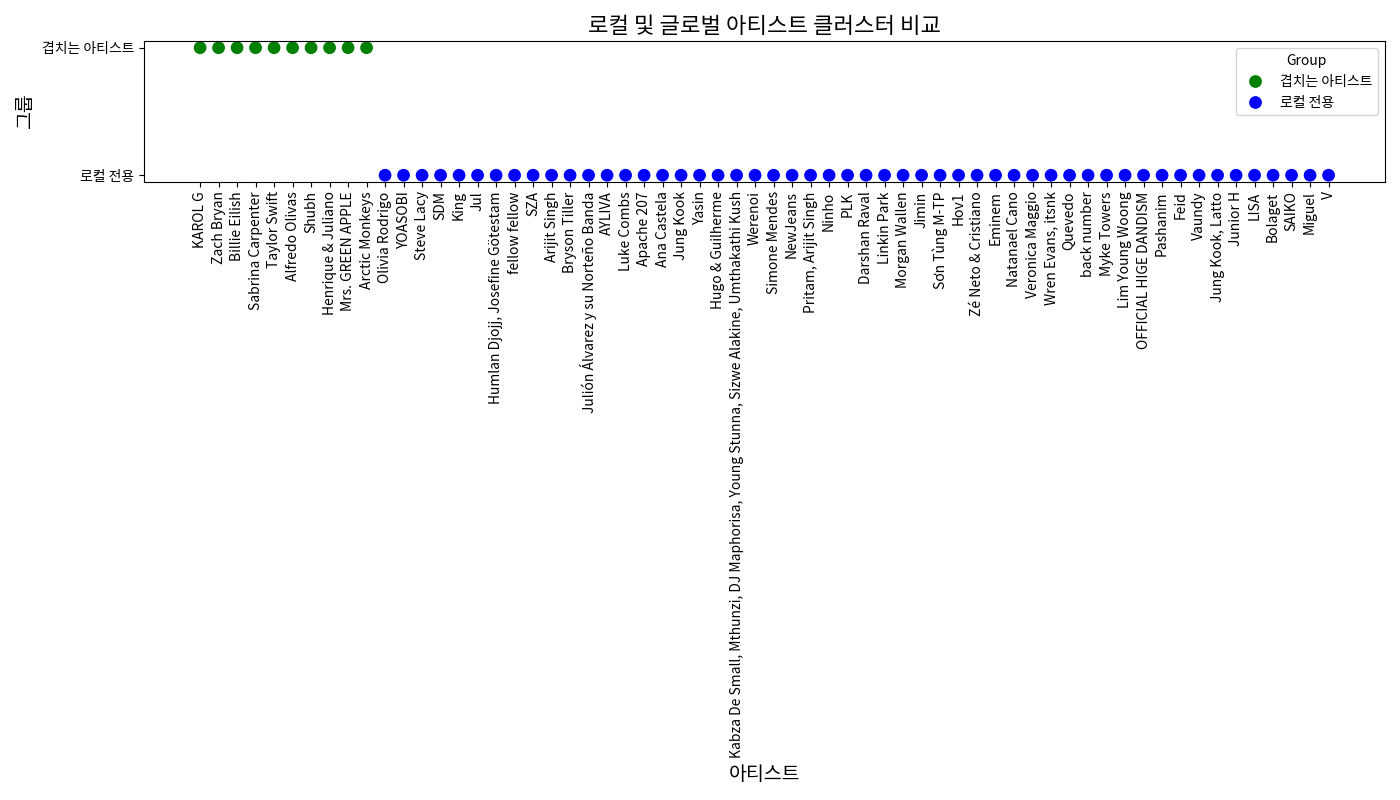 로컬 및 글로벌 아티스트 클러스터 비교
그룹
겹치는 아티스트
로컬 전용
Group
겹치는 아티스트
로컬 전용
KAROL G
Zach Bryan
Billie Eilish
Sabrina Carpenter
Taylor Swift
Alfredo Olivas
Shubh
Henrique & Juliano
Mrs. GREEN APPLE
Arctic Monkeys
Olivia Rodrigo
YOASOBI
Steve Lacy
SDM
King
Jul
Humlan Djojj, Josefine Götestam
fellow fellow
SZA
Arijit Singh
Bryson Tiller
Julión Álvarez y su Norteño Banda
AYLIVA
Luke Combs
Apache 207
Ana Castela
Jung Kook
Yasin
Hugo & Guilherme
Kabza De Small, Mthunzi, DJ Maphorisa, Young Stunna, Sizwe Alakine, Umthakathi Kush
Werenoi
Simone Mendes
NewJeans
Pritam, Arijit Singh
Ninho
PLK
Darshan Raval
Linkin Park
Morgan Wallen
Jimin
Sơn Tùng M-TP
Hov1
Zé Neto & Cristiano
Eminem
Natanael Cano
Veronica Maggio
Wren Evans, itsnk
Quevedo
back number
Myke Towers
Lim Young Woong
OFFICIAL HIGE DANDISM
Pashanim
Feid
Vaundy
Jung Kook, Latto
Junior H
LISA
Bolaget
SAIKO
Miguel
V
아티스트